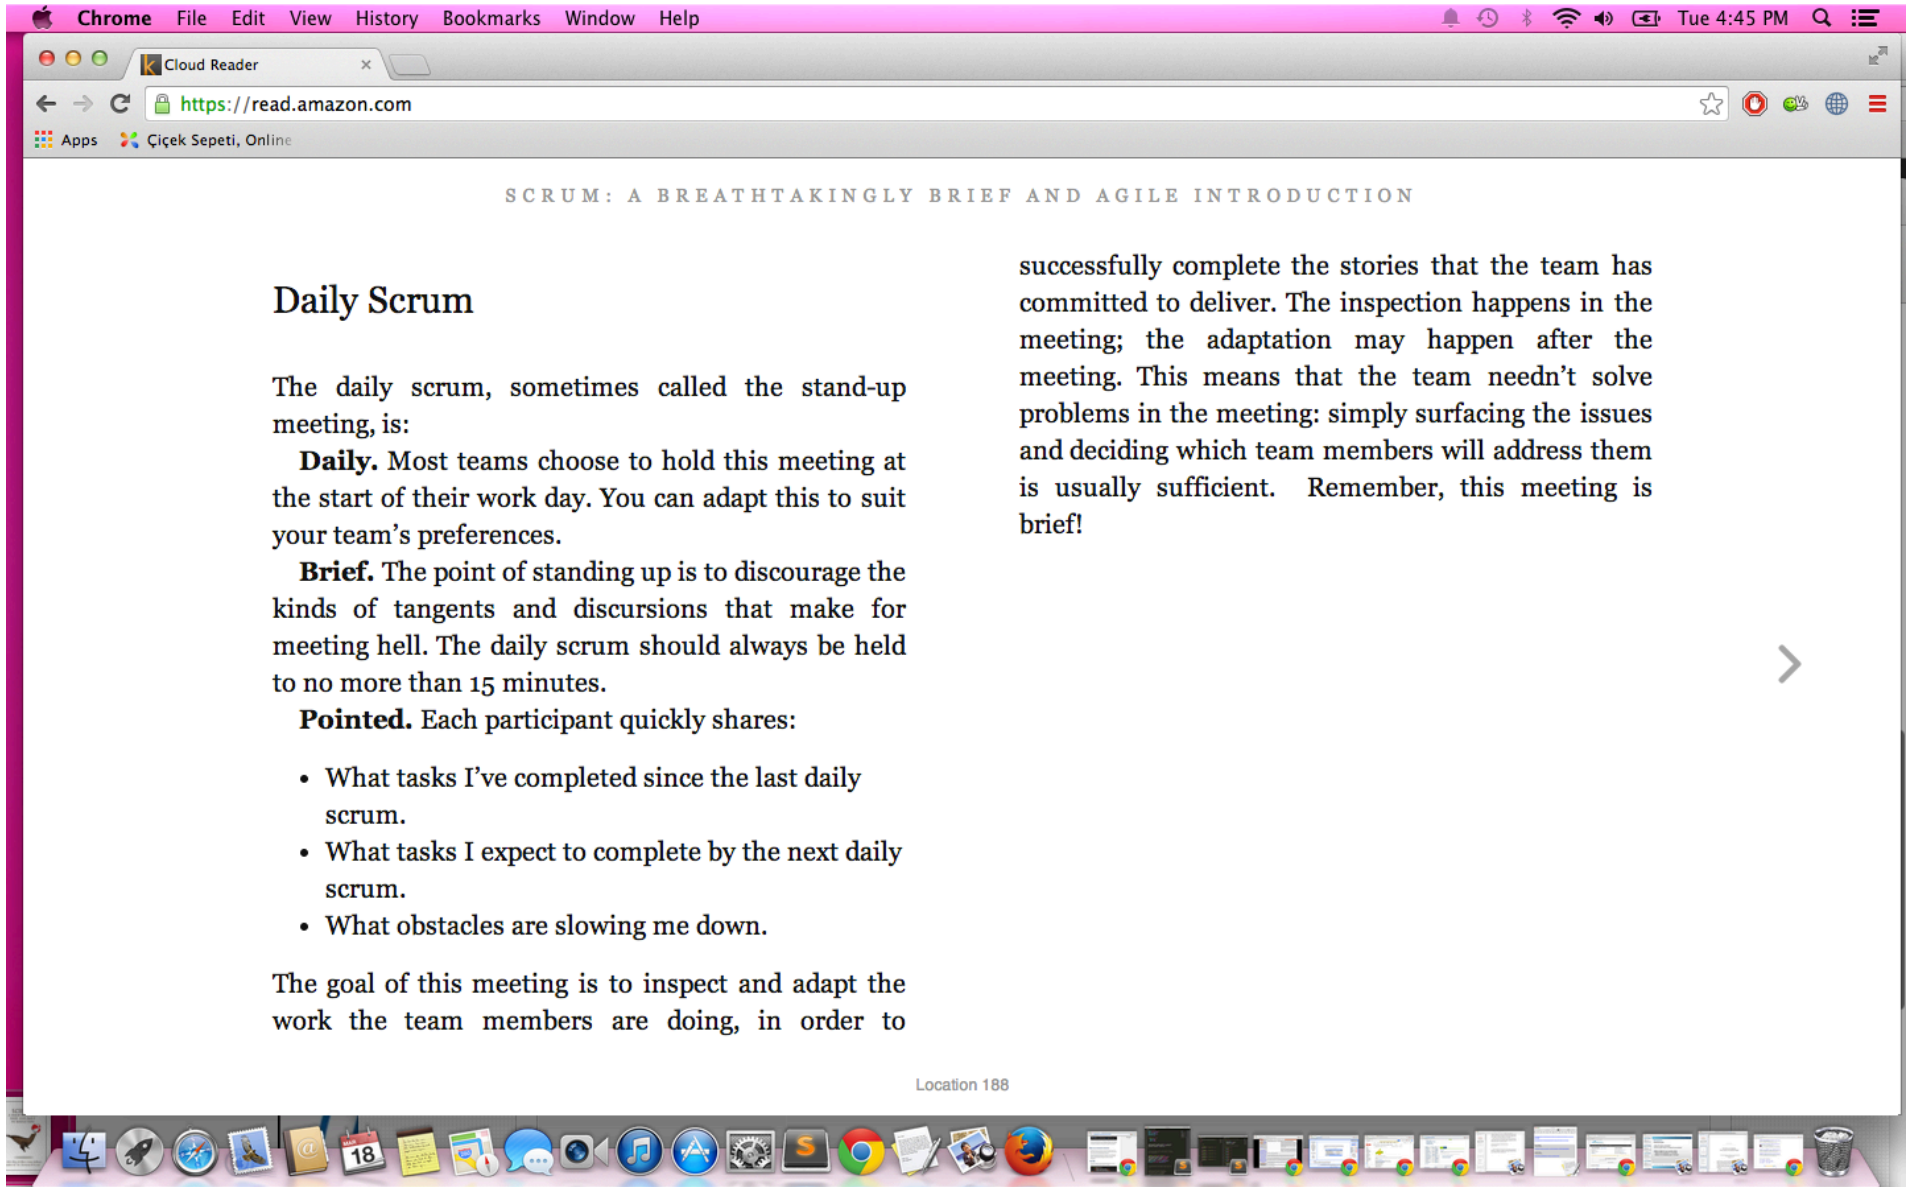 Chrome File Edit View History Bookmarks Window Help Tue 4:45 PM
Cloud Reader
https://read.amazon.com
Apps Çiçek Sepeti, Online
SCRUM: A BREATHTAKINGLY BRIEF AND AGILE INTRODUCTION
Daily Scrum
The daily scrum, sometimes called the stand-up
meeting, is:
Daily. Most teams choose to hold this meeting at
the start of their work day. You can adapt this to suit
your team’s preferences.
Brief. The point of standing up is to discourage the
kinds of tangents and discursions that make for
meeting hell. The daily scrum should always be held
to no more than 15 minutes.
Pointed. Each participant quickly shares:
• What tasks I’ve completed since the last daily
scrum.
• What tasks I expect to complete by the next daily
scrum.
• What obstacles are slowing me down.
The goal of this meeting is to inspect and adapt the
work the team members are doing, in order to
successfully complete the stories that the team has
committed to deliver. The inspection happens in the
meeting; the adaptation may happen after the
meeting. This means that the team needn’t solve
problems in the meeting: simply surfacing the issues
and deciding which team members will address them
is usually sufficient. Remember, this meeting is
brief!
Location 188
MAR
18